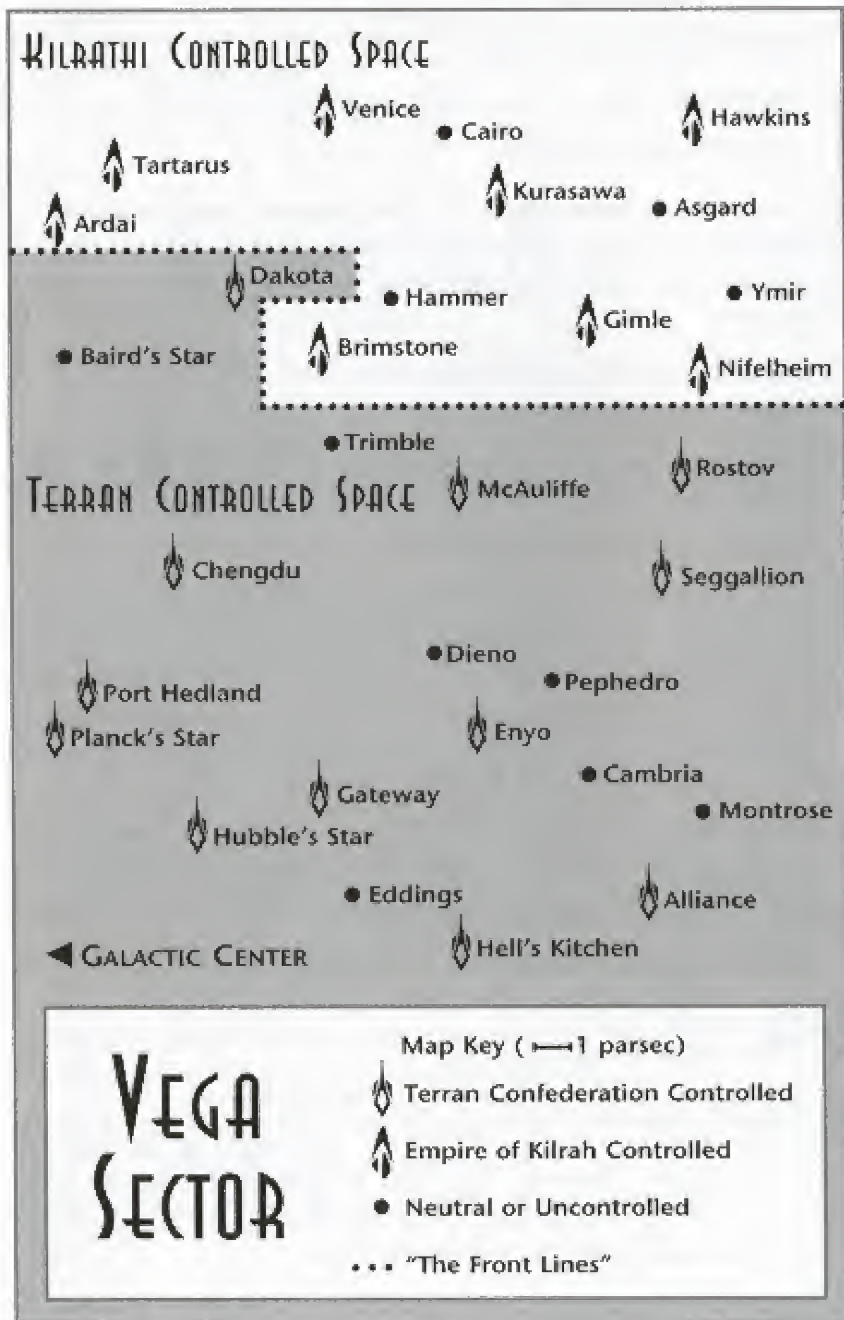 KILRATHI CONTROLLED SPACE
Venice
Cairo
Hawkins
Tartarus
Kurasawa
Asgard
Ardai
Dakota
Hammer
Ymir
Gimle
Baird's Star
Brimstone
Nifelheim
Trimble
Rostov
TERRAN CONTROLLED SPACE
McAuliffe
Chengdu
Seggallion
Dieno
Pephedro
Port Hedland
Planck's Star
Enyo
Cambria
Gateway
Montrose
Hubble's Star
Eddings
Alliance
Hell's Kitchen
GALACTIC CENTER
VEGA
SECTOR
Map Key ( 1 parsec)
Terran Confederation Controlled
Empire of Kilrah Controlled
Neutral or Uncontrolled
"The Front Lines"